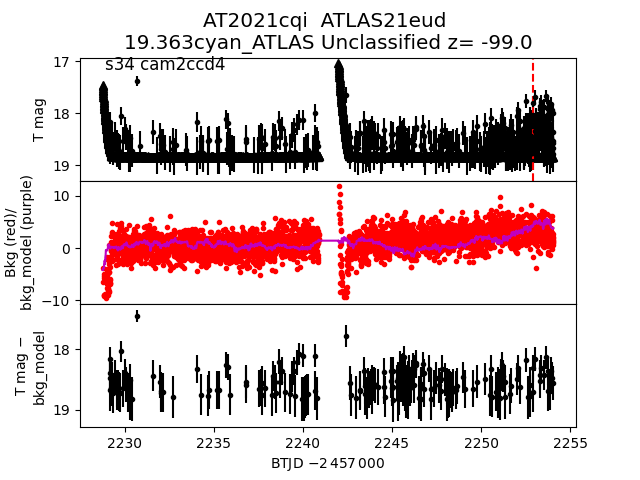 AT2021cqi  ATLAS21eud
19.363cyan_ATLAS Unclassified z= -99.0
s34 cam2ccd4
17
18
19
T mag
10
0
−10
Bkg (red)/
bkg_model (purple)
18
19
T mag −
bkg_model
2230 2235 2240 2245 2250 2255
BTJD −2 457 000